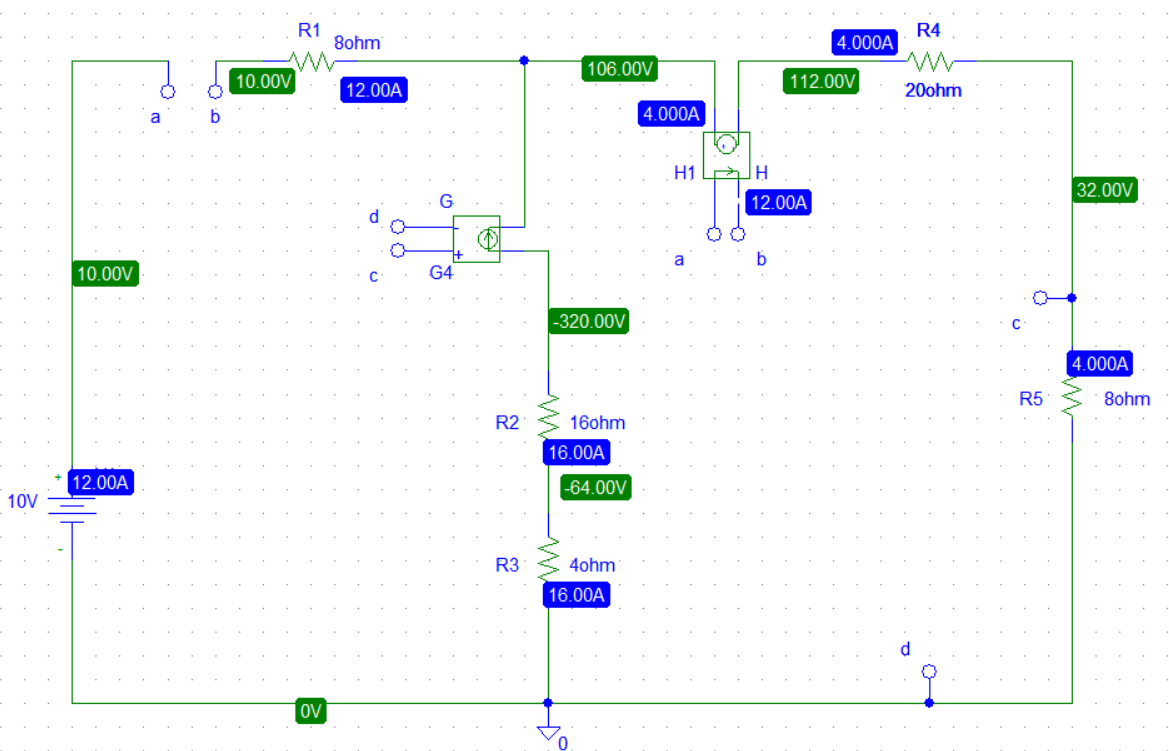 R1
8ohm
4.000A
R4
106.00V
10.00V
12.00A
112.00V
20ohm
a
b
4.000A
H1
H
12.00A
32.00V
G
d
c
G4
a
b
10.00V
-320.00V
c
4.000A
R5
8ohm
R2
16ohm
16.00A
+
12.00A
-64.00V
10V
-
R3
4ohm
16.00A
d
0V
0